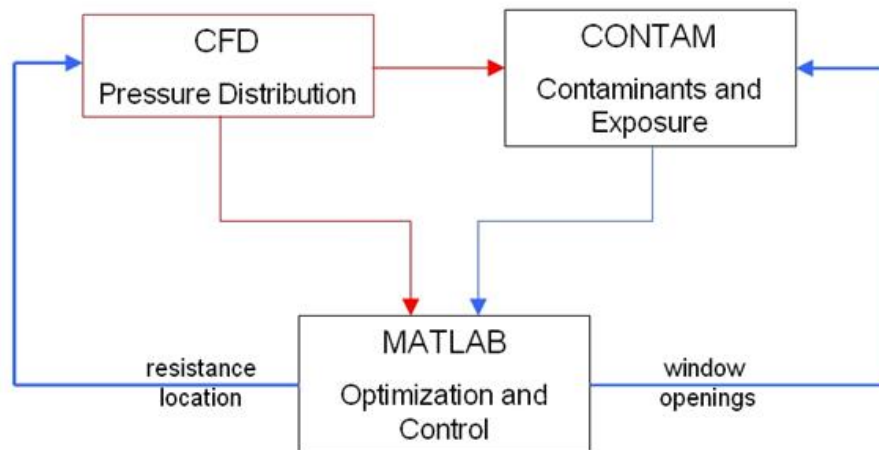 CFD
Pressure Distribution
CONTAM
Contaminants and
Exposure
MATLAB
Optimization and
Control
resistance
location
window
openings